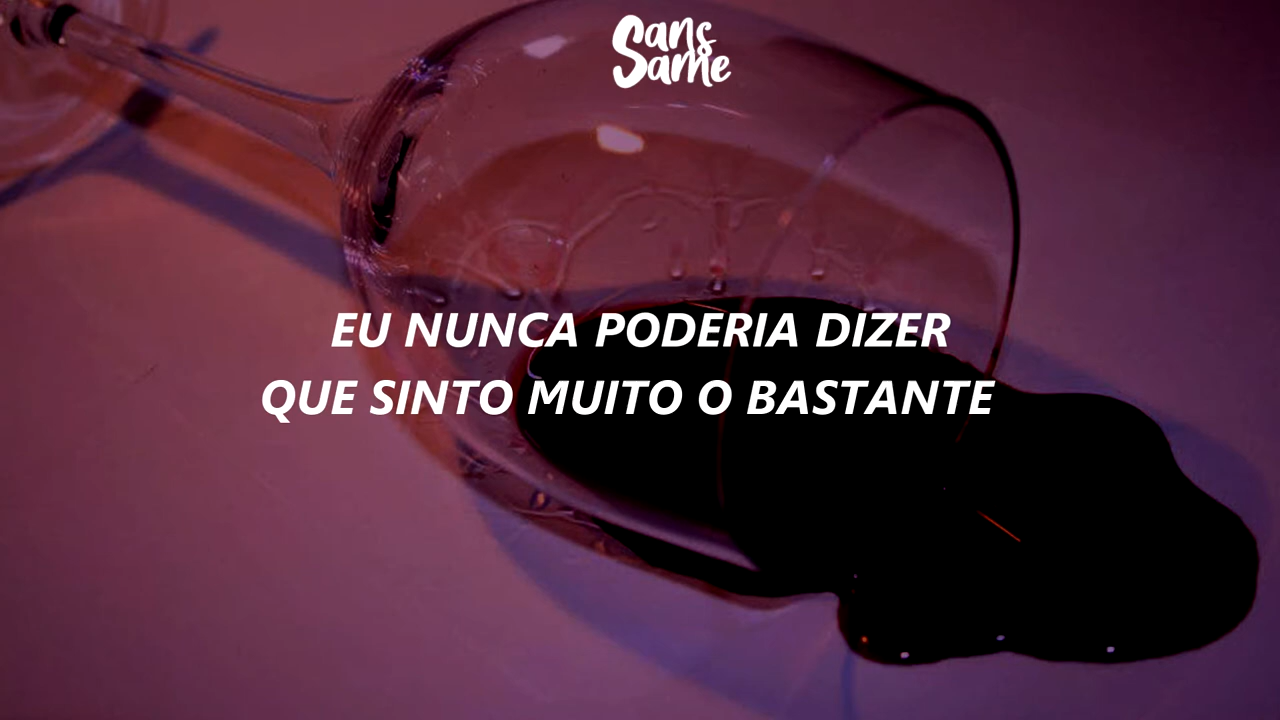 Sans
Same
EU NUNCA PODERIA DIZER
QUE SINTO MUITO O BASTANTE